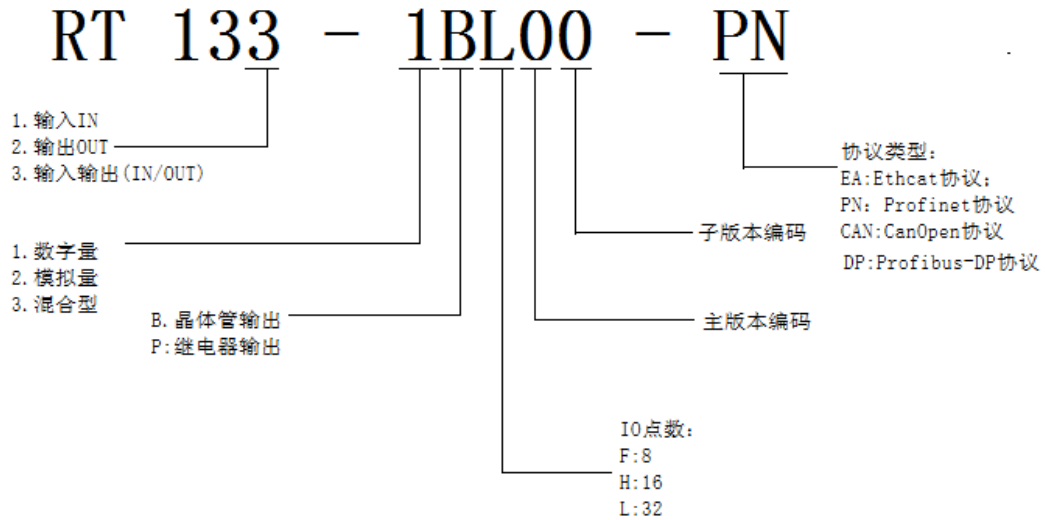 RT 133 - 1BL00 - PN
1.输入IN
2.输出OUT
3.输入输出(IN/OUT)
协议类型:
EA:Ethcat协议;
PN: Profinet协议
CAN:CanOpen协议
DP:Profibus-DP协议
子版本编码
1.数字量
2.模拟量
3.混合型
B.晶体管输出
P:继电器输出
主版本编码
IO点数:
F:8
H:16
L:32